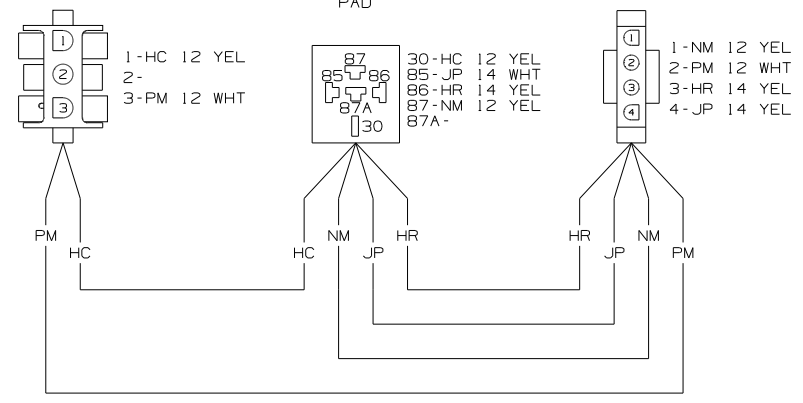 PAD
1
2
3
1-HC 12 YEL
2-
3-PM 12 WHT
87
85
86
87A
30
30-HC 12 YEL
85-JP 14 WHT
86-HR 14 YEL
87-NM 12 YEL
87A-
1
2
3
4
1-NM 12 YEL
2-PM 12 WHT
3-HR 14 YEL
4-JP 14 YEL
PM
HC
HC
NM
JP
HR
HR
JP
NM
PM